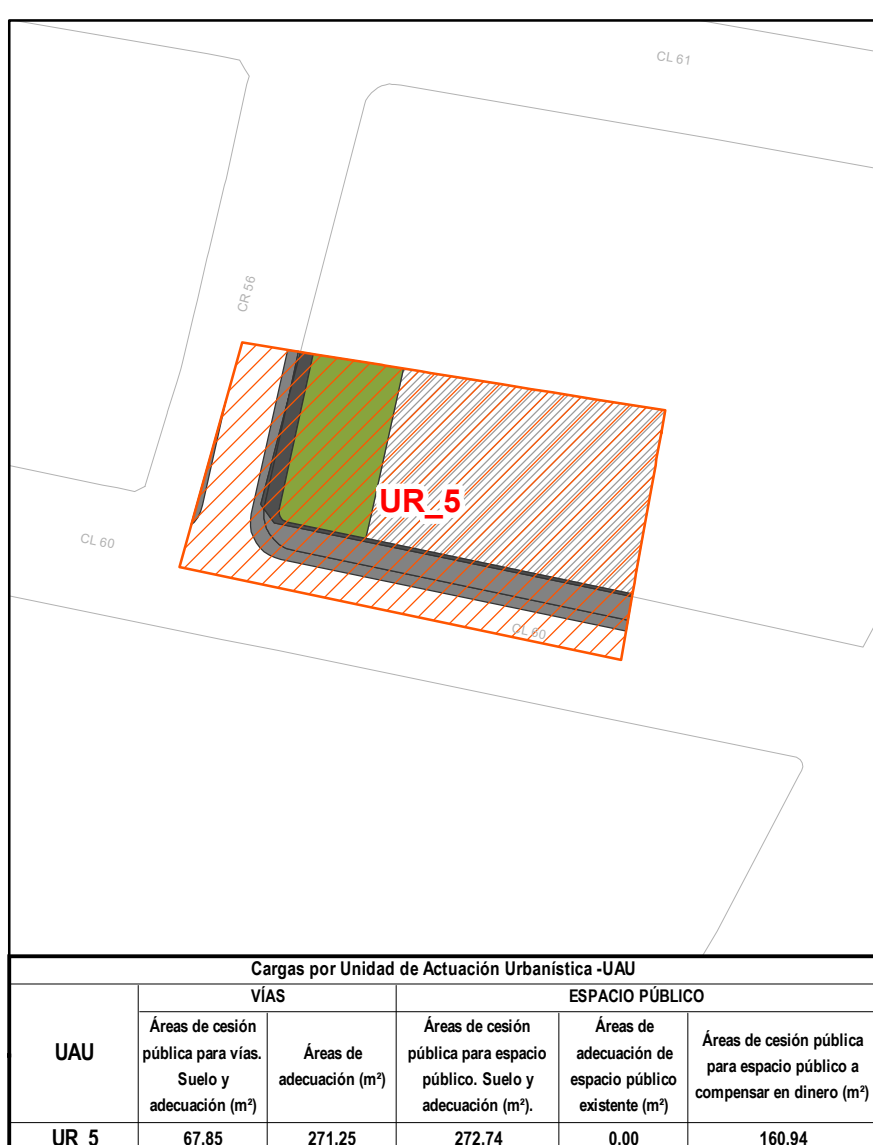 CL 61
CR 56
UR_5
CL 60
CL 60
Cargas por Unidad de Actuación Urbanística -UAU
UAU
VÍAS
ESPACIO PÚBLICO
Áreas de cesión
pública para vías.
Suelo y
adecuación (m²)
Áreas de
adecuación (m²)
Áreas de cesión
pública para espacio
público. Suelo y
adecuación (m²).
Áreas de
adecuación de
espacio público
existente (m²)
Áreas de cesión pública
para espacio público a
compensar en dinero (m²)
UR_5 67.85 271.25 272.74 0.00 160.94